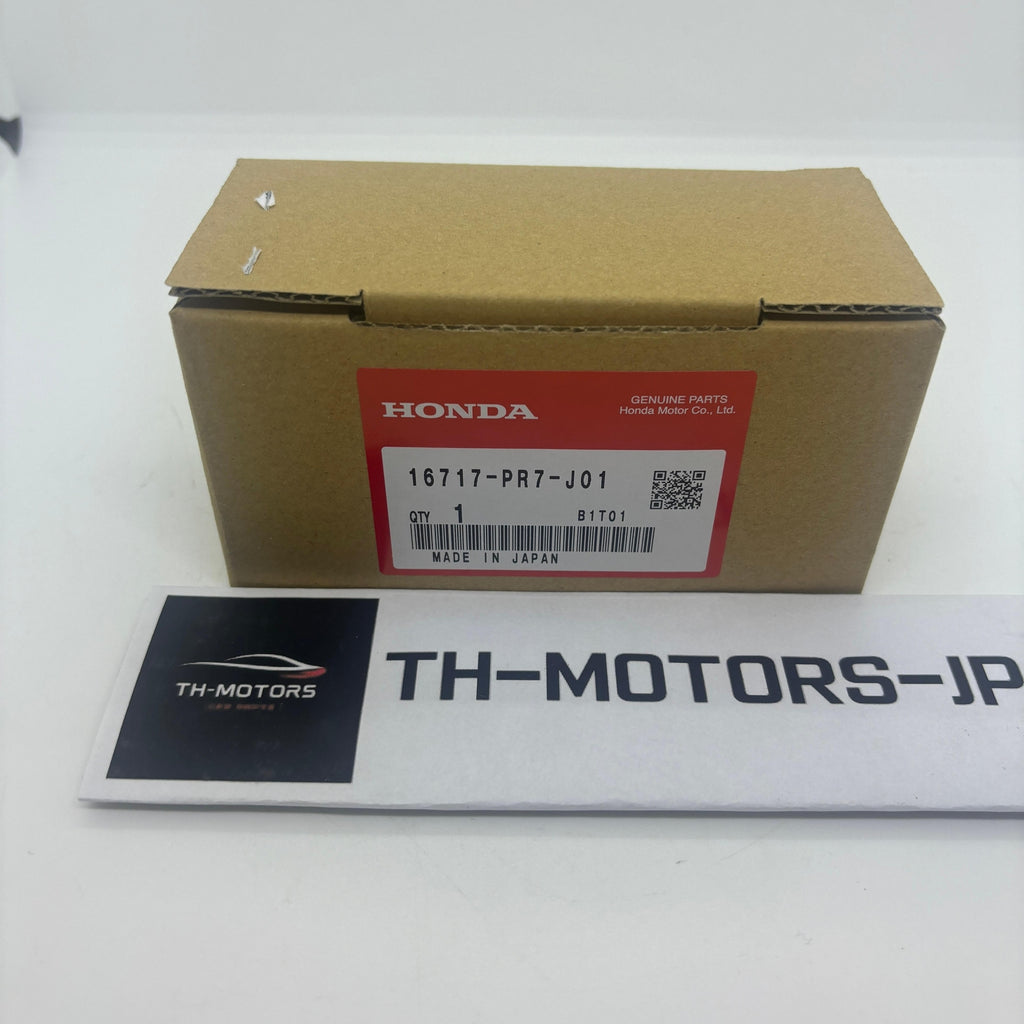 HONDA
GENUINE PARTS
Honda Motor Co., Ltd.
16717-PR7-J01
QTY 1 B1T01
MADE IN JAPAN
TH-MOTORS
TH-MOTORS-JP